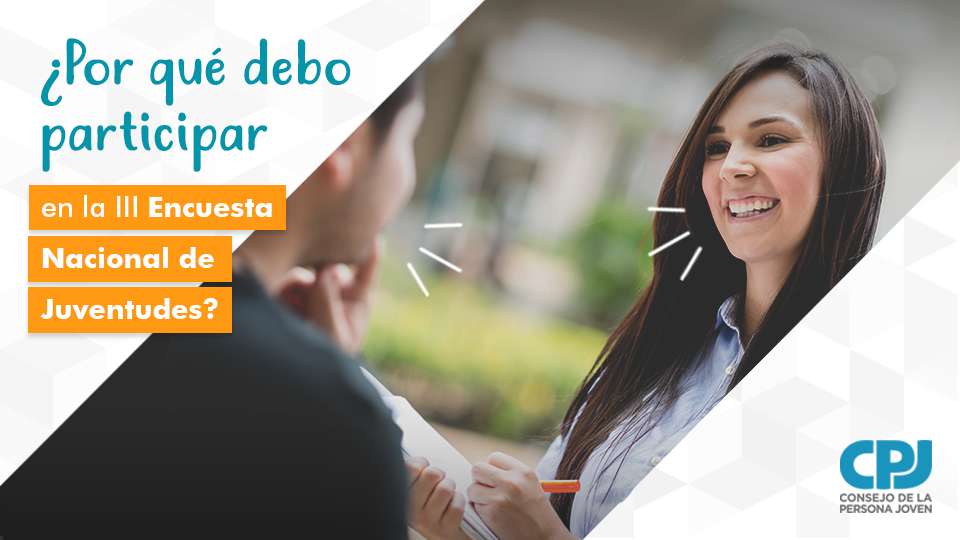 ¿Por qué debo
participar
en la III Encuesta
Nacional de
Juventudes?
CPJ
CONSEJO DE LA
PERSONA JOVEN